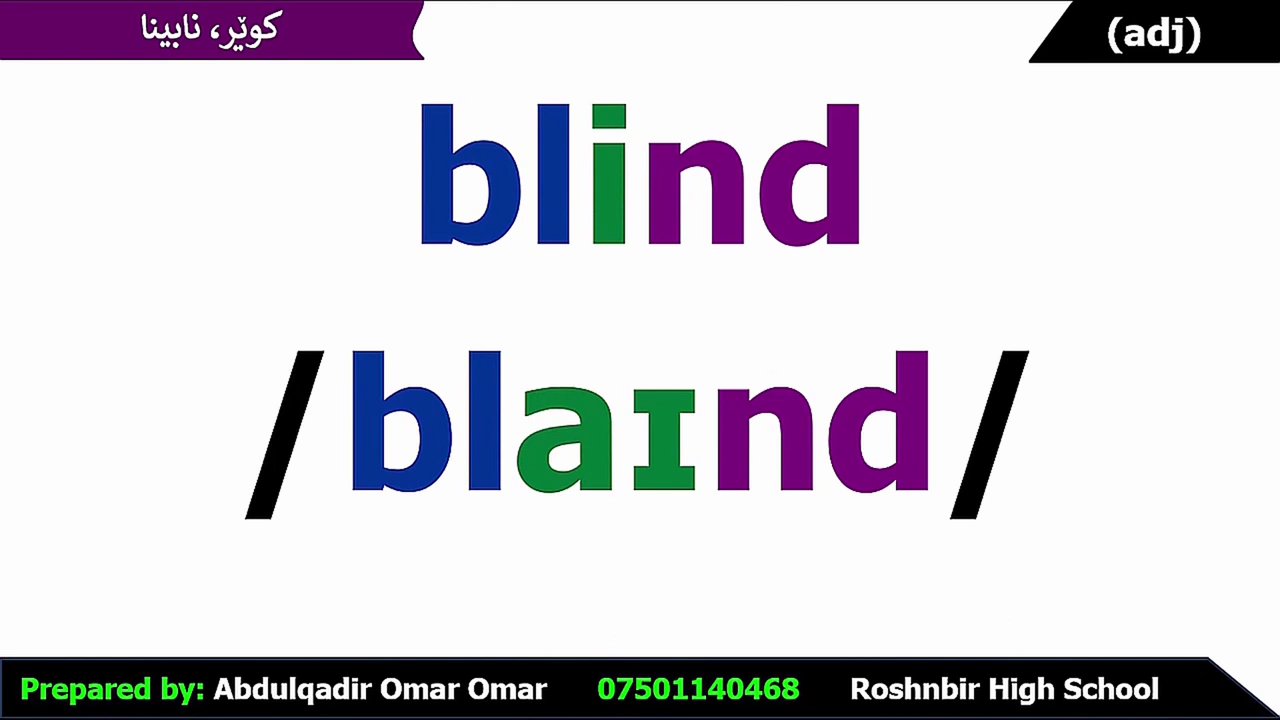 کوێر، نابینا
(adj)
blind
/blaɪnd/
Prepared by: Abdulqadir Omar Omar 07501140468 Roshnbir High School